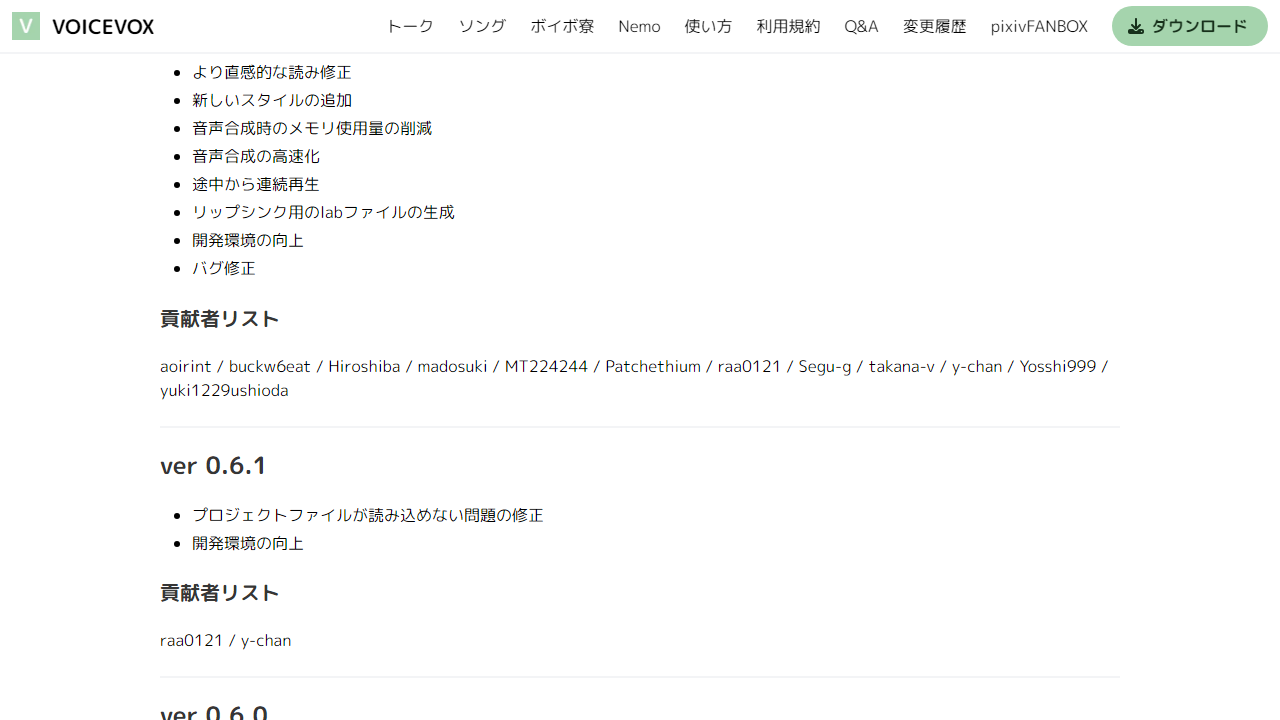 V VOICEVOX トーク ソング ボイボ寮 Nemo 使い方 利用規約 Q&A 変更履歴 pixivFANBOX ダウンロード
より直感的な読み修正
新しいスタイルの追加
音声合成時のメモリ使用量の削減
音声合成の高速化
途中から連続再生
リップシンク用のlabファイルの生成
開発環境の向上
バグ修正
貢献者リスト
aoirint / buckw6eat / Hiroshiba / madosuki / MT224244 / Patchethium / raa0121 / Segu-g / takana-v / y-chan / Yosshi999 /
yuki1229ushioda
ver 0.6.1
プロジェクトファイルが読み込めない問題の修正
開発環境の向上
貢献者リスト
raa0121 / y-chan
ver 0.6.0